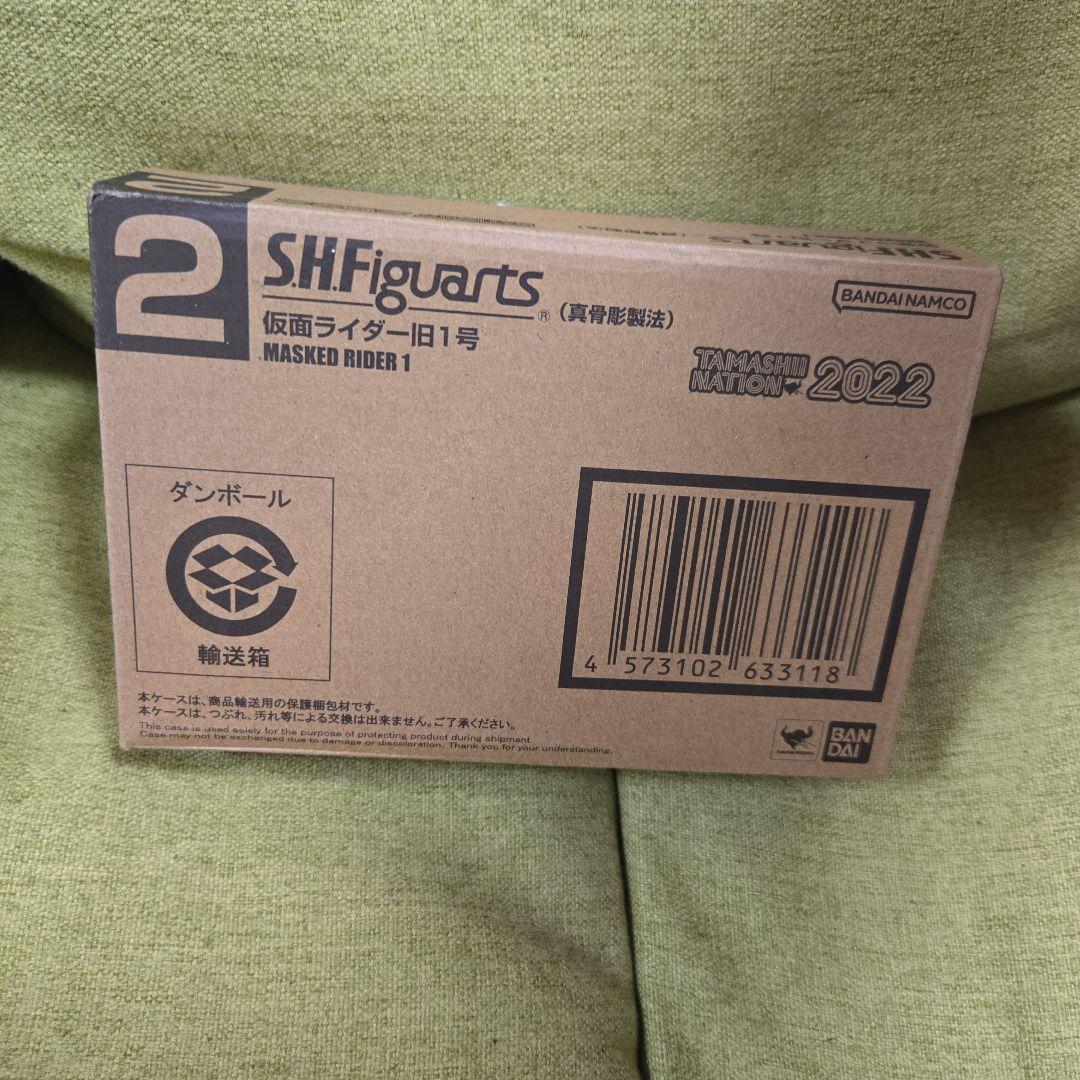 2
S.H.Figuarts
®
(真骨彫製法)
仮面ライダー旧1号
MASKED RIDER 1
BANDAI NAMCO
TAMASHII
NATION 2022
ダンボール
輸送箱
4 573102 633118
本ケースは、商品輸送用の保護梱包材です。
本ケースは、つぶれ、汚れ等による交換は出来ません。ご了承ください。
This case is used solely for the purpose of protecting product during shipment.
Case may not be exchanged due to damage or discoloration. Thank you for your understanding.
BAN
DAI
S.H.Figuarts